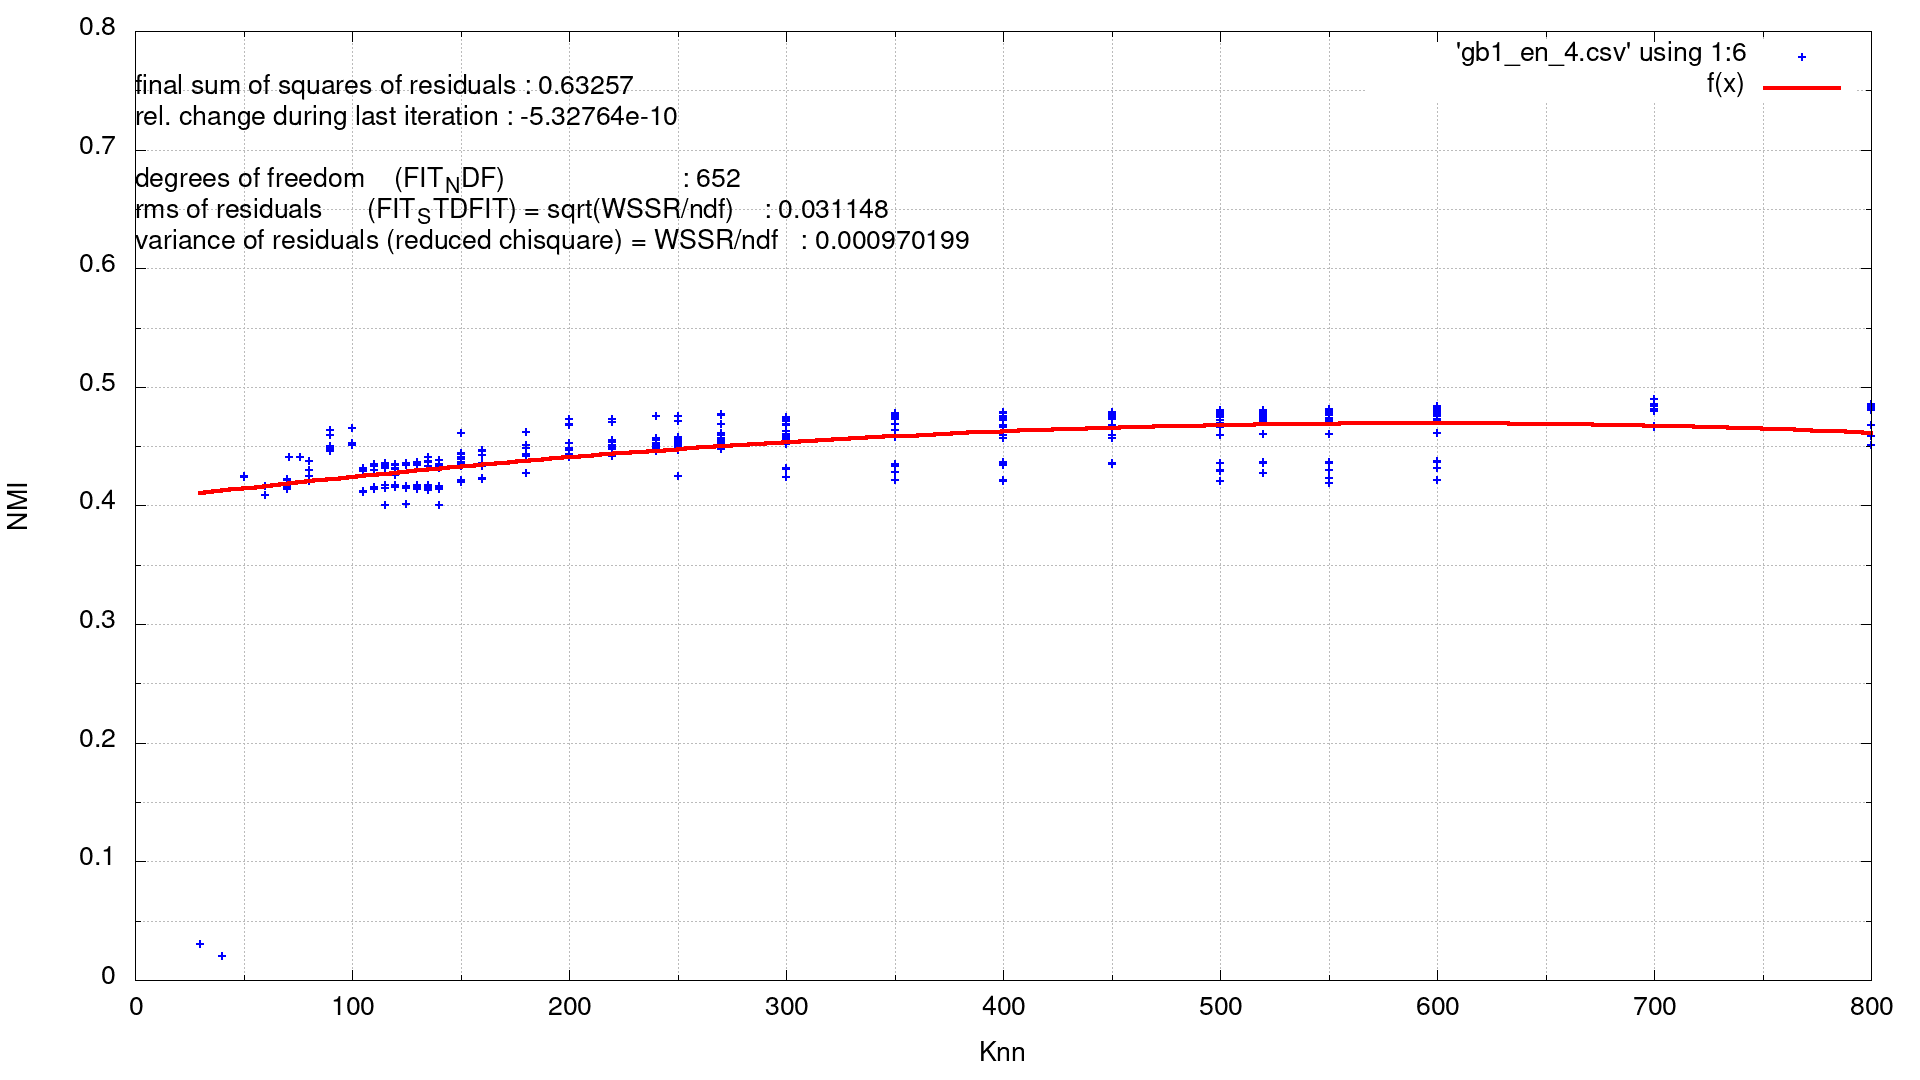 'gb1_en_4.csv' using 1:6
f(x)
final sum of squares of residuals : 0.63257
rel. change during last iteration : -5.32764e-10
degrees of freedom (FIT_NDF) : 652
rms of residuals (FIT_STDFIT) = sqrt(WSSR/ndf) : 0.031148
variance of residuals (reduced chisquare) = WSSR/ndf : 0.000970199
0.8
0.7
0.6
0.5
0.4
0.3
0.2
0.1
0
NMI
0 100 200 300 400 500 600 700 800
Knn